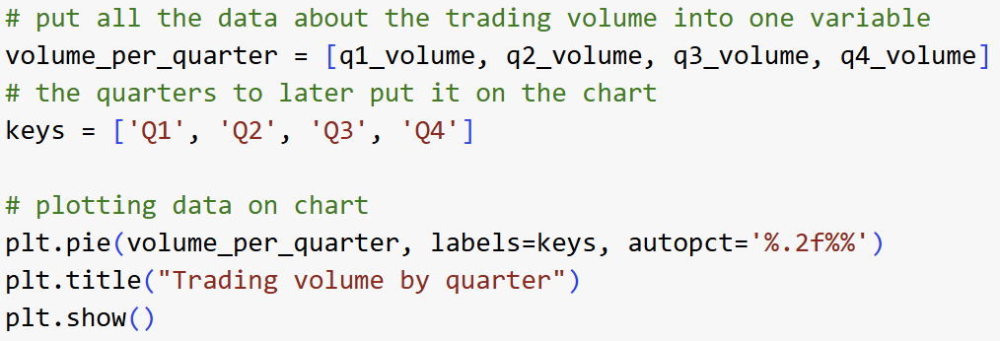 # put all the data about the trading volume into one variable
volume_per_quarter = [q1_volume, q2_volume, q3_volume, q4_volume]
# the quarters to later put it on the chart
keys = ['Q1', 'Q2', 'Q3', 'Q4']
# plotting data on chart
plt.pie(volume_per_quarter, labels=keys, autopct='%.2f%%')
plt.title("Trading volume by quarter")
plt.show()